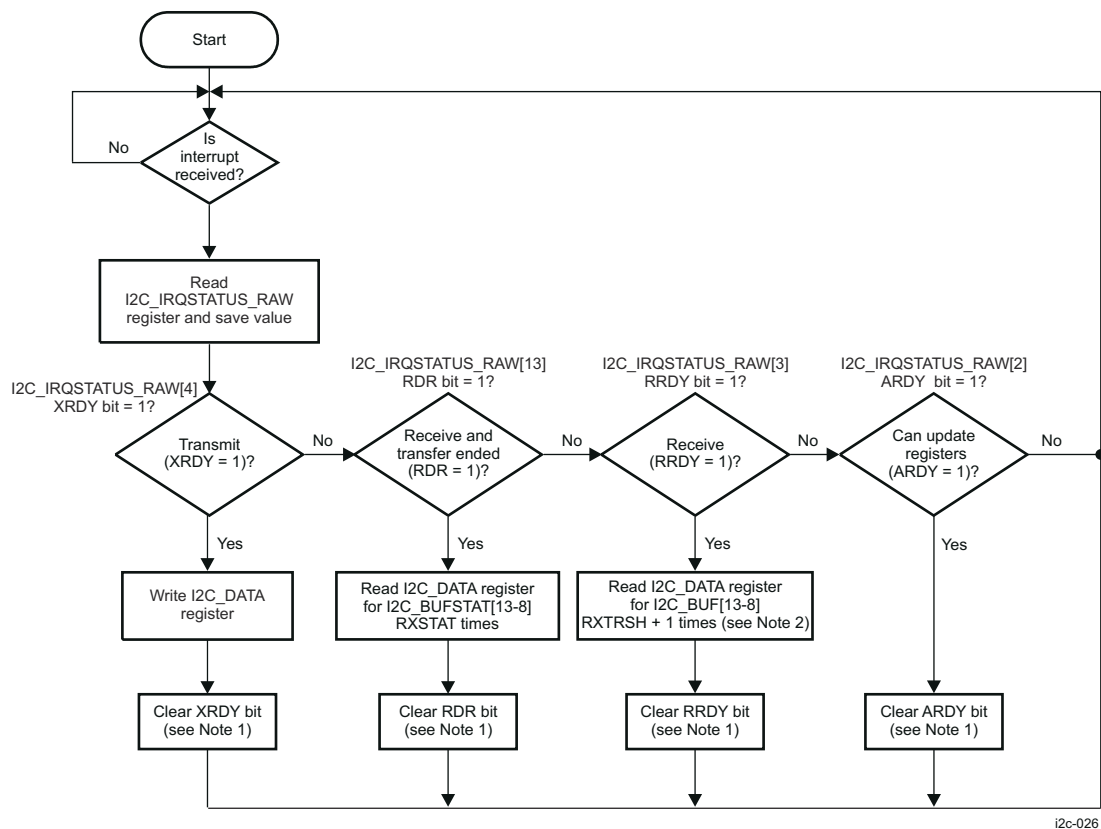 Start
No
Is
interrupt
received?
Read
I2C_IRQSTATUS_RAW
register and save value
I2C_IRQSTATUS_RAW[4]
XRDY bit = 1?
I2C_IRQSTATUS_RAW[13]
RDR bit = 1?
I2C_IRQSTATUS_RAW[3]
RRDY bit = 1?
I2C_IRQSTATUS_RAW[2]
ARDY bit = 1?
Transmit
(XRDY = 1)?
No
Receive and
transfer ended
(RDR = 1)?
No
Receive
(RRDY = 1)?
No
Can update
registers
(ARDY = 1)?
No
Yes
Yes
Yes
Yes
Write I2C_DATA
register
Read I2C_DATA register
for I2C_BUFSTAT[13-8]
RXSTAT times
Read I2C_DATA register
for I2C_BUF[13-8]
RXTRSH + 1 times (see Note 2)
Clear XRDY bit
(see Note 1)
Clear RDR bit
(see Note 1)
Clear RRDY bit
(see Note 1)
Clear ARDY bit
(see Note 1)
i2c-026